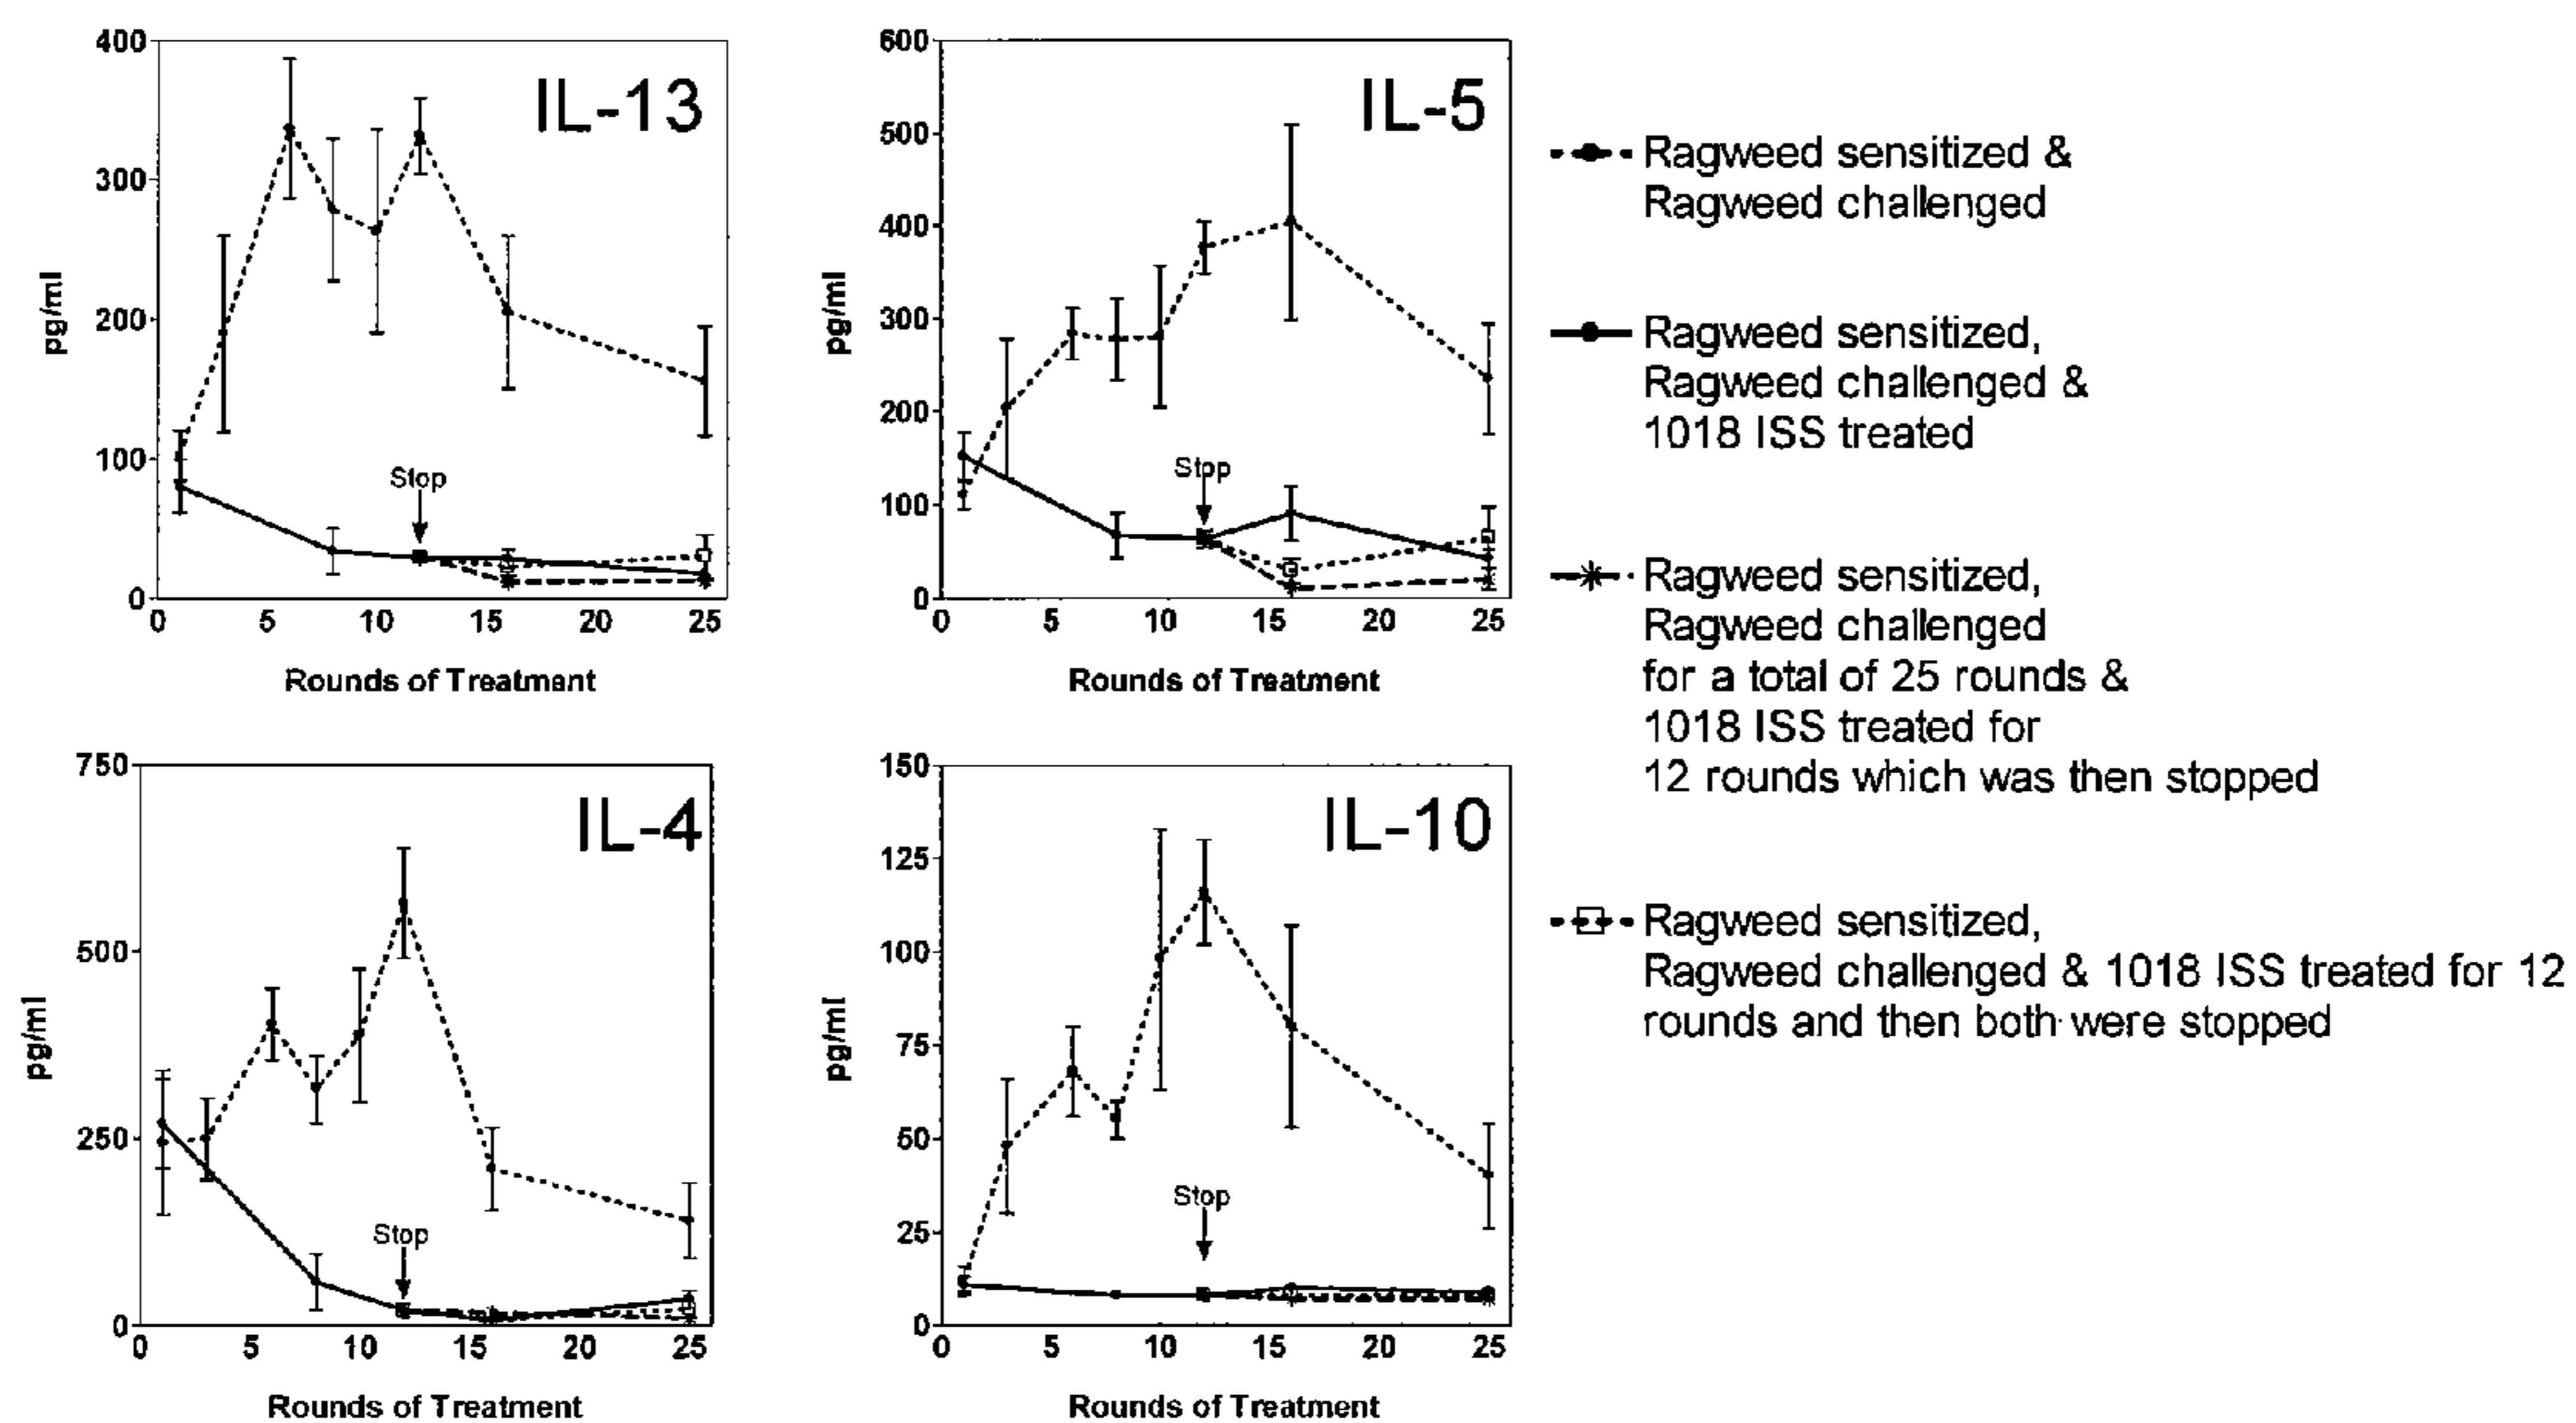 IL-13
400
300
200
100
0
pg/ml
Stop
0 5 10 15 20 25
Rounds of Treatment
IL-5
600
500
400
300
200
100
0
pg/ml
Stop
0 5 10 15 20 25
Rounds of Treatment
IL-4
750
500
250
0
pg/ml
Stop
0 5 10 15 20 25
Rounds of Treatment
IL-10
150
125
100
75
50
25
0
pg/ml
Stop
0 5 10 15 20 25
Rounds of Treatment
Ragweed sensitized &
Ragweed challenged
Ragweed sensitized,
Ragweed challenged &
1018 ISS treated
Ragweed sensitized,
Ragweed challenged
for a total of 25 rounds &
1018 ISS treated for
12 rounds which was then stopped
Ragweed sensitized,
Ragweed challenged & 1018 ISS treated for 12
rounds and then both were stopped